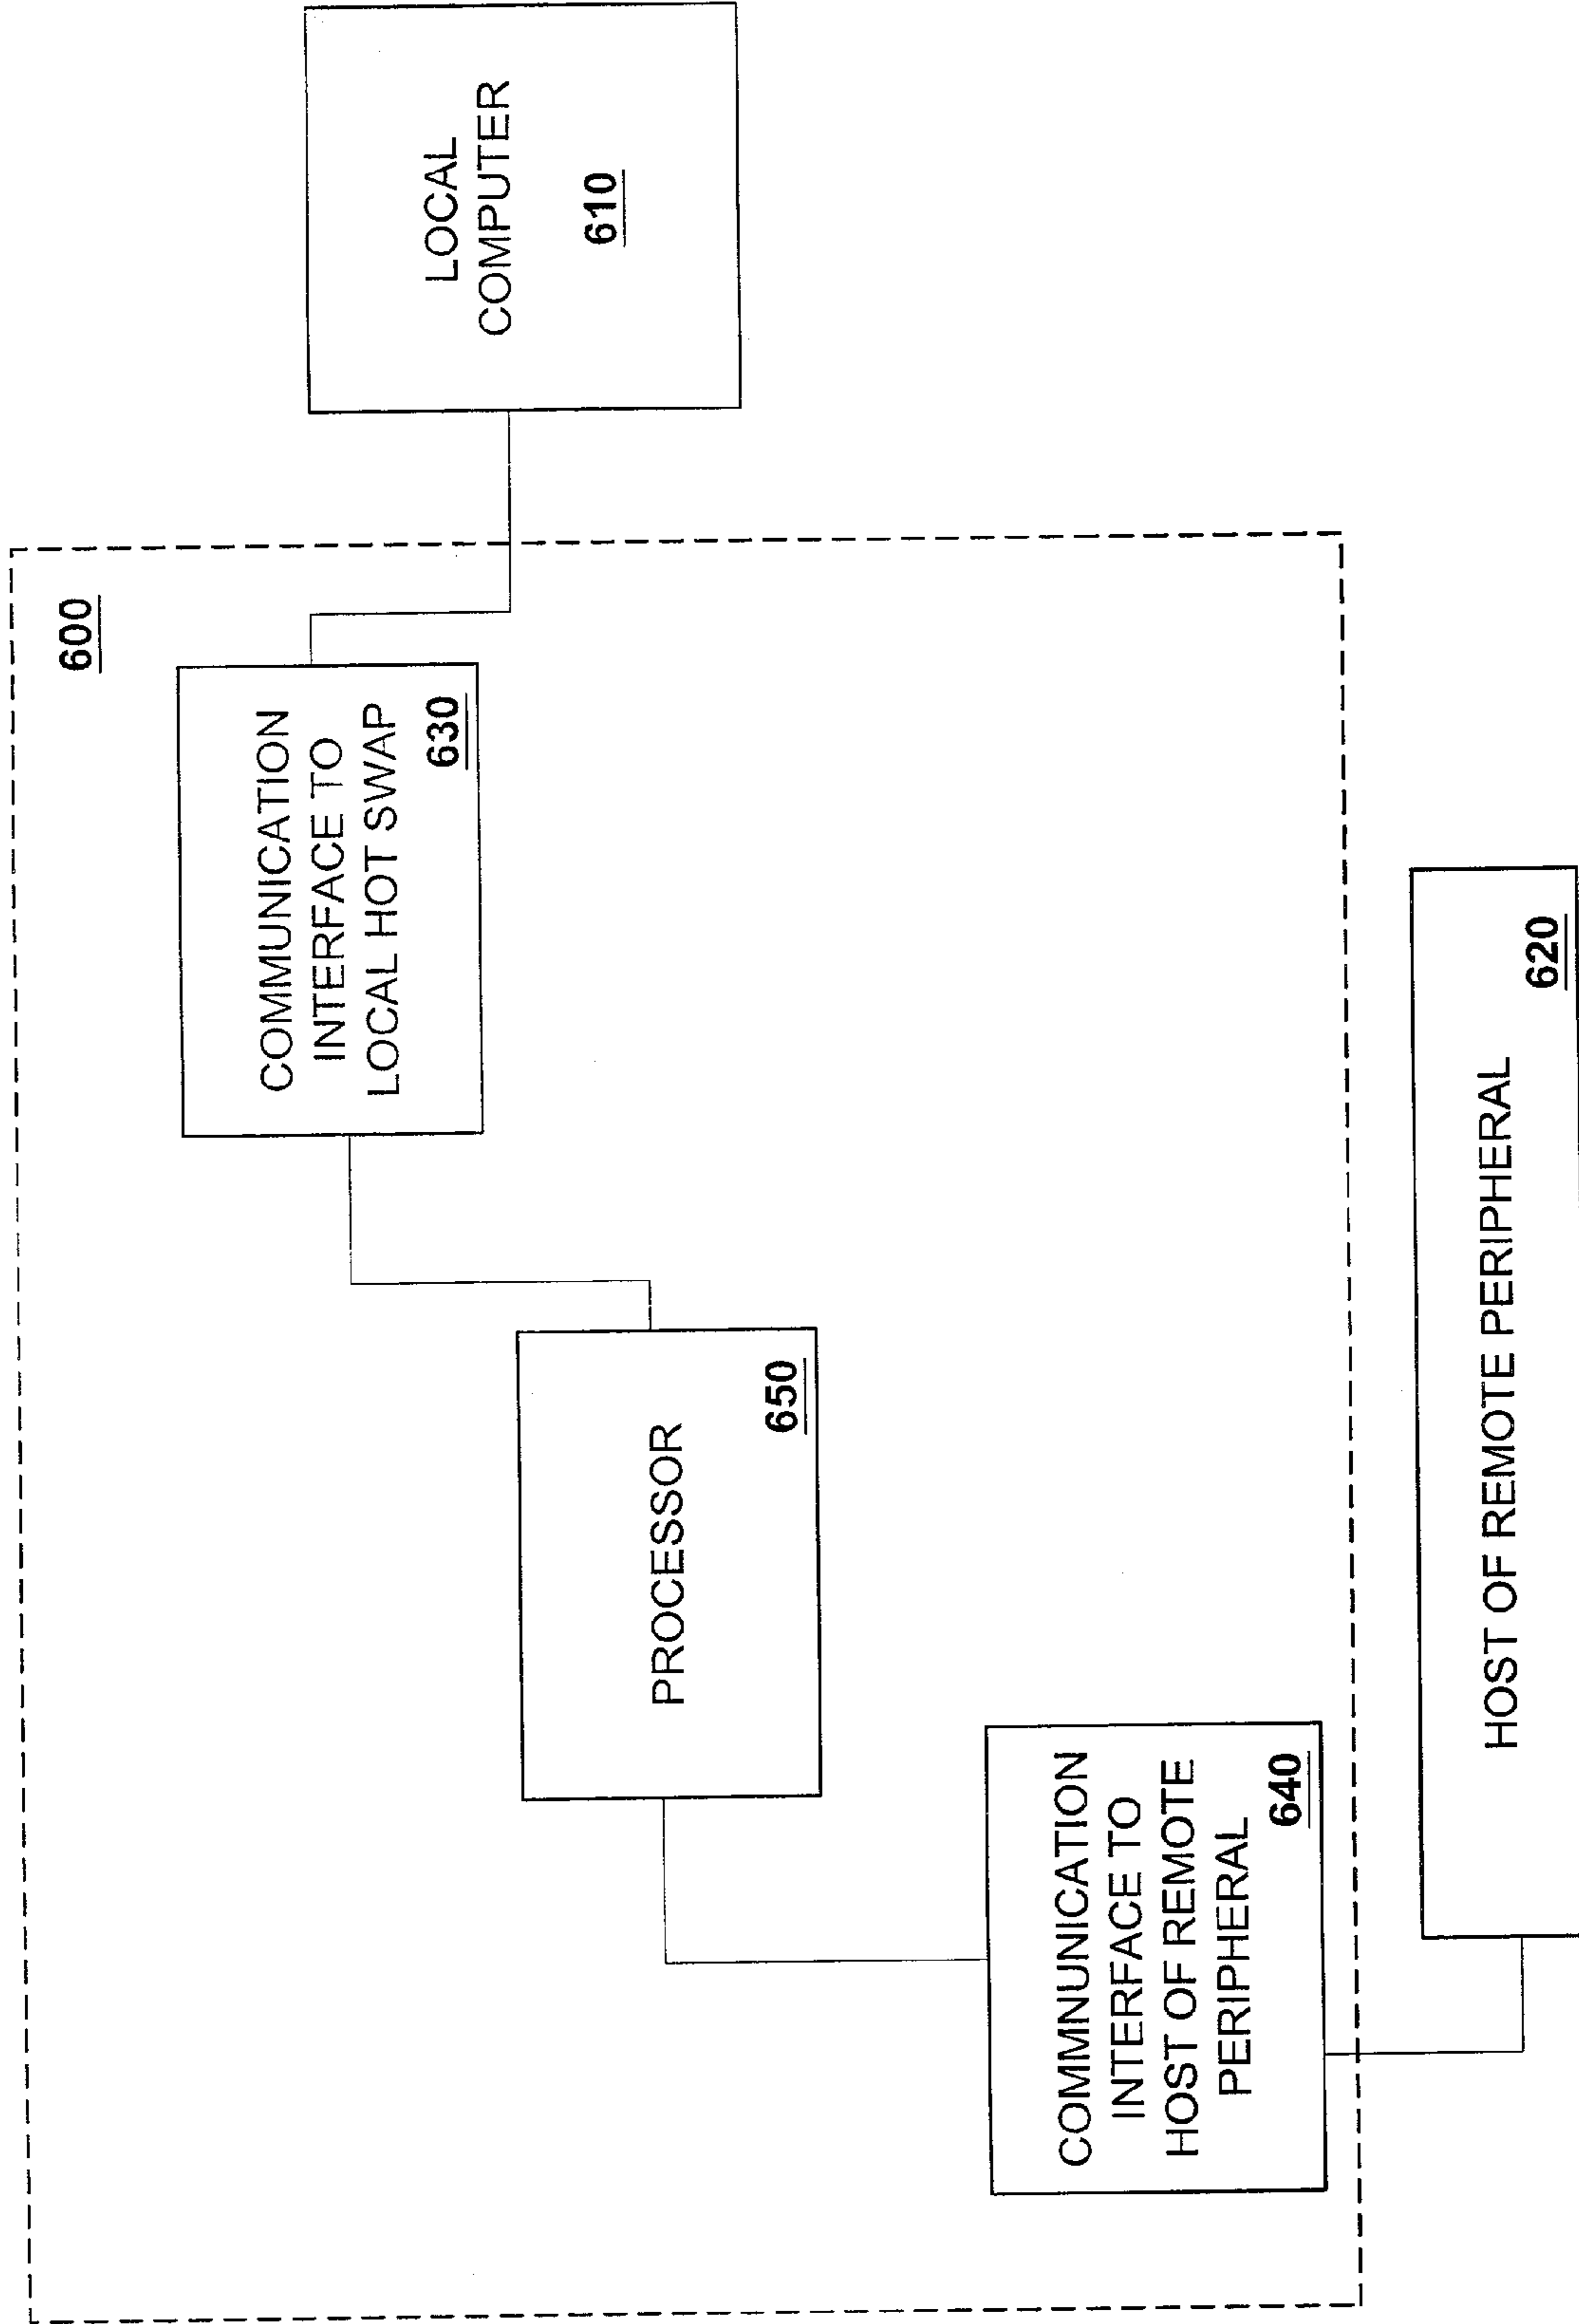 600
LOCAL
COMPUTER
610
COMMUNICATION
INTERFACE TO
LOCAL HOT SWAP
630
PROCESSOR
650
COMMNUNICATION
INTERFACE TO
HOST OF REMOTE
PERIPHERAL
640
HOST OF REMOTE PERIPHERAL
620